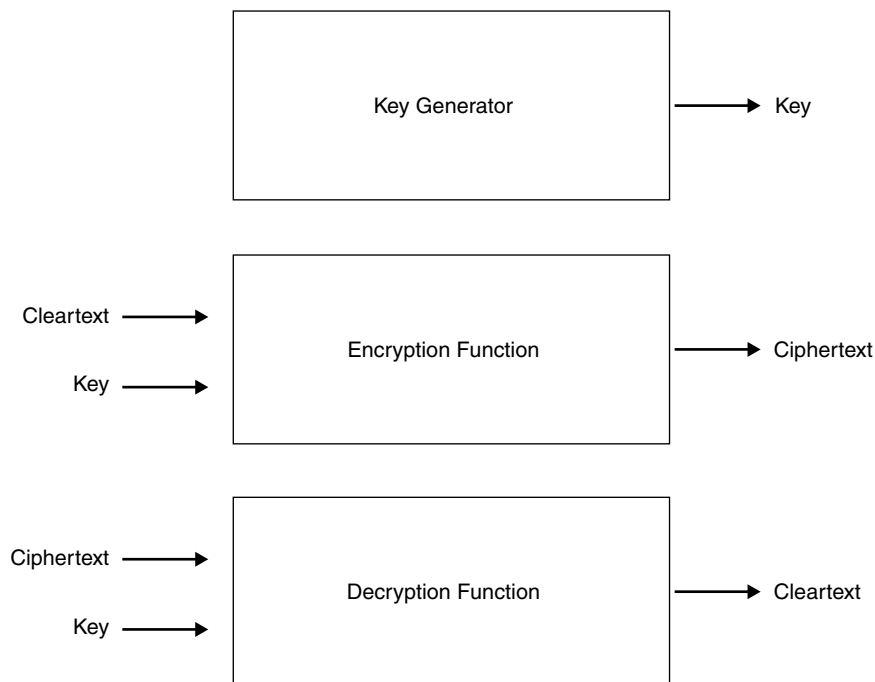 Key Generator
Key
Cleartext
Key
Encryption Function
Ciphertext
Ciphertext
Key
Decryption Function
Cleartext